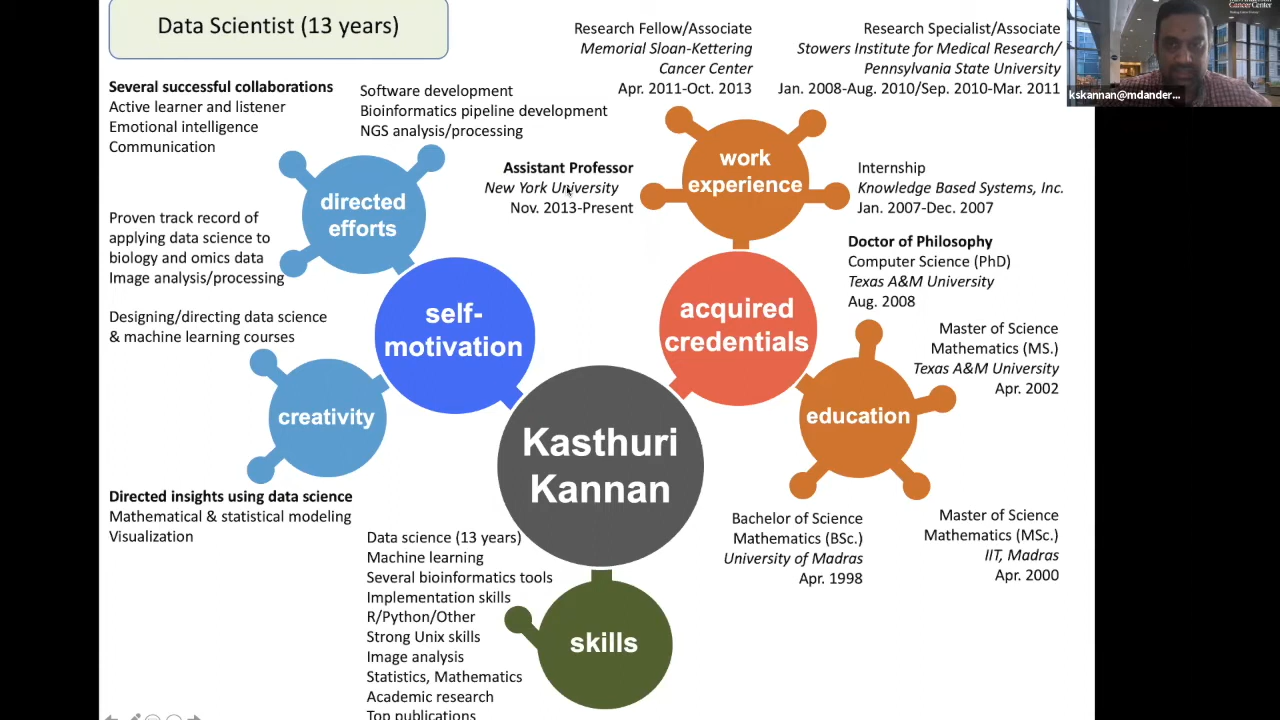 Data Scientist (13 years)
Research Fellow/Associate
Memorial Sloan-Kettering
Cancer Center
Apr. 2011-Oct. 2013
Research Specialist/Associate
Stowers Institute for Medical Research/
Pennsylvania State University
Jan. 2008-Aug. 2010/Sep. 2010-Mar. 2011
Cancer Center
kskannan@mdander...
Several successful collaborations
Active learner and listener
Emotional intelligence
Communication
Software development
Bioinformatics pipeline development
NGS analysis/processing
Assistant Professor
New York University
Nov. 2013-Present
work
experience
Internship
Knowledge Based Systems, Inc.
Jan. 2007-Dec. 2007
directed
efforts
Proven track record of
applying data science to
biology and omics data
Image analysis/processing
Doctor of Philosophy
Computer Science (PhD)
Texas A&M University
Aug. 2008
self-
motivation
acquired
credentials
Designing/directing data science
& machine learning courses
Master of Science
Mathematics (MS.)
Texas A&M University
Apr. 2002
creativity
education
Kasthuri
Kannan
Directed insights using data science
Mathematical & statistical modeling
Visualization
Bachelor of Science
Mathematics (BSc.)
University of Madras
Apr. 1998
Master of Science
Mathematics (MSc.)
IIT, Madras
Apr. 2000
Data science (13 years)
Machine learning
Several bioinformatics tools
Implementation skills
R/Python/Other
Strong Unix skills
Image analysis
Statistics, Mathematics
Academic research
Top publications
skills